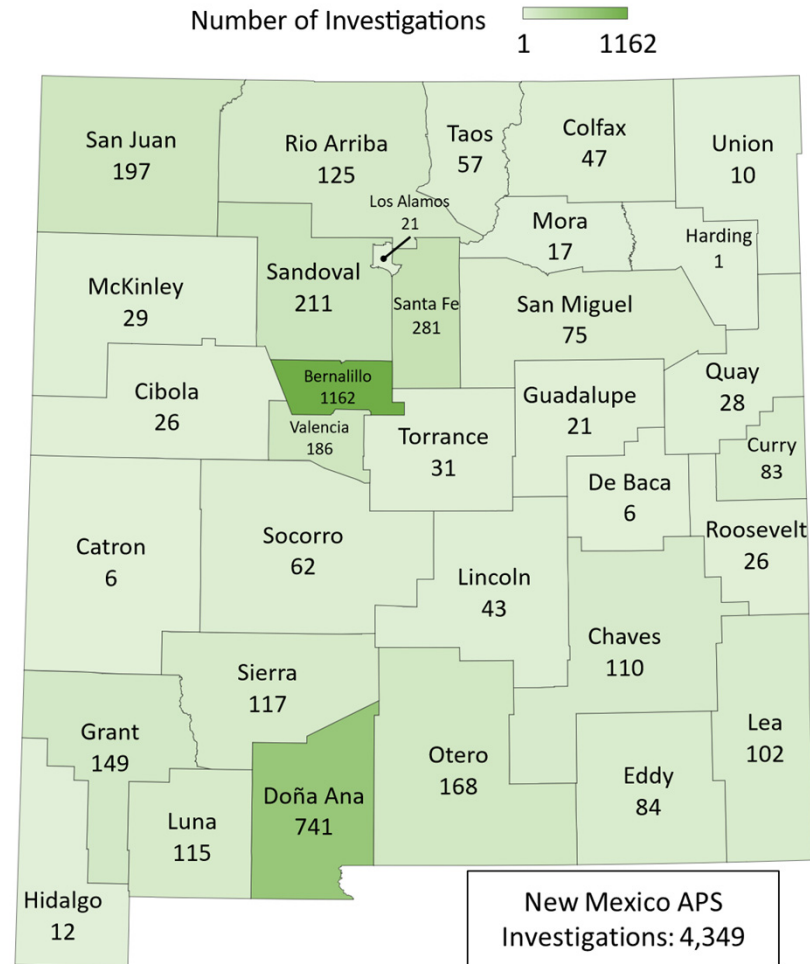 Number of Investigations
1 1162
San Juan
197
Rio Arriba
125
Taos
57
Colfax
47
Union
10
Los Alamos
21
Mora
17
Harding
1
McKinley
29
Sandoval
211
Santa Fe
281
San Miguel
75
Cibola
26
Bernalillo
1162
Valencia
186
Torrance
31
Guadalupe
21
Quay
28
Curry
83
De Baca
6
Roosevelt
26
Catron
6
Socorro
62
Lincoln
43
Chaves
110
Sierra
117
Grant
149
Otero
168
Lea
102
Doña Ana
741
Eddy
84
Luna
115
Hidalgo
12
New Mexico APS
Investigations: 4,349